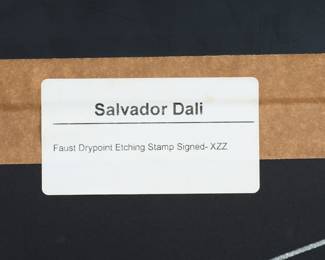 Salvador Dali
Faust Drypoint Etching Stamp Signed- XZZ